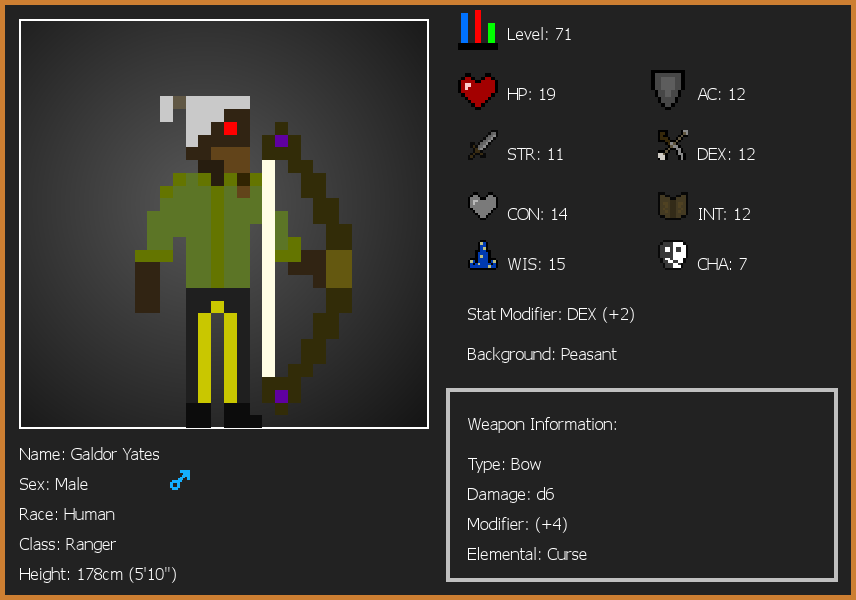 Level: 71
HP: 19
AC: 12
STR: 11
DEX: 12
CON: 14
INT: 12
WIS: 15
CHA: 7
Stat Modifier: DEX (+2)
Background: Peasant
Weapon Information:
Type: Bow
Damage: d6
Modifier: (+4)
Elemental: Curse
Name: Galdor Yates
Sex: Male
Race: Human
Class: Ranger
Height: 178cm (5'10")